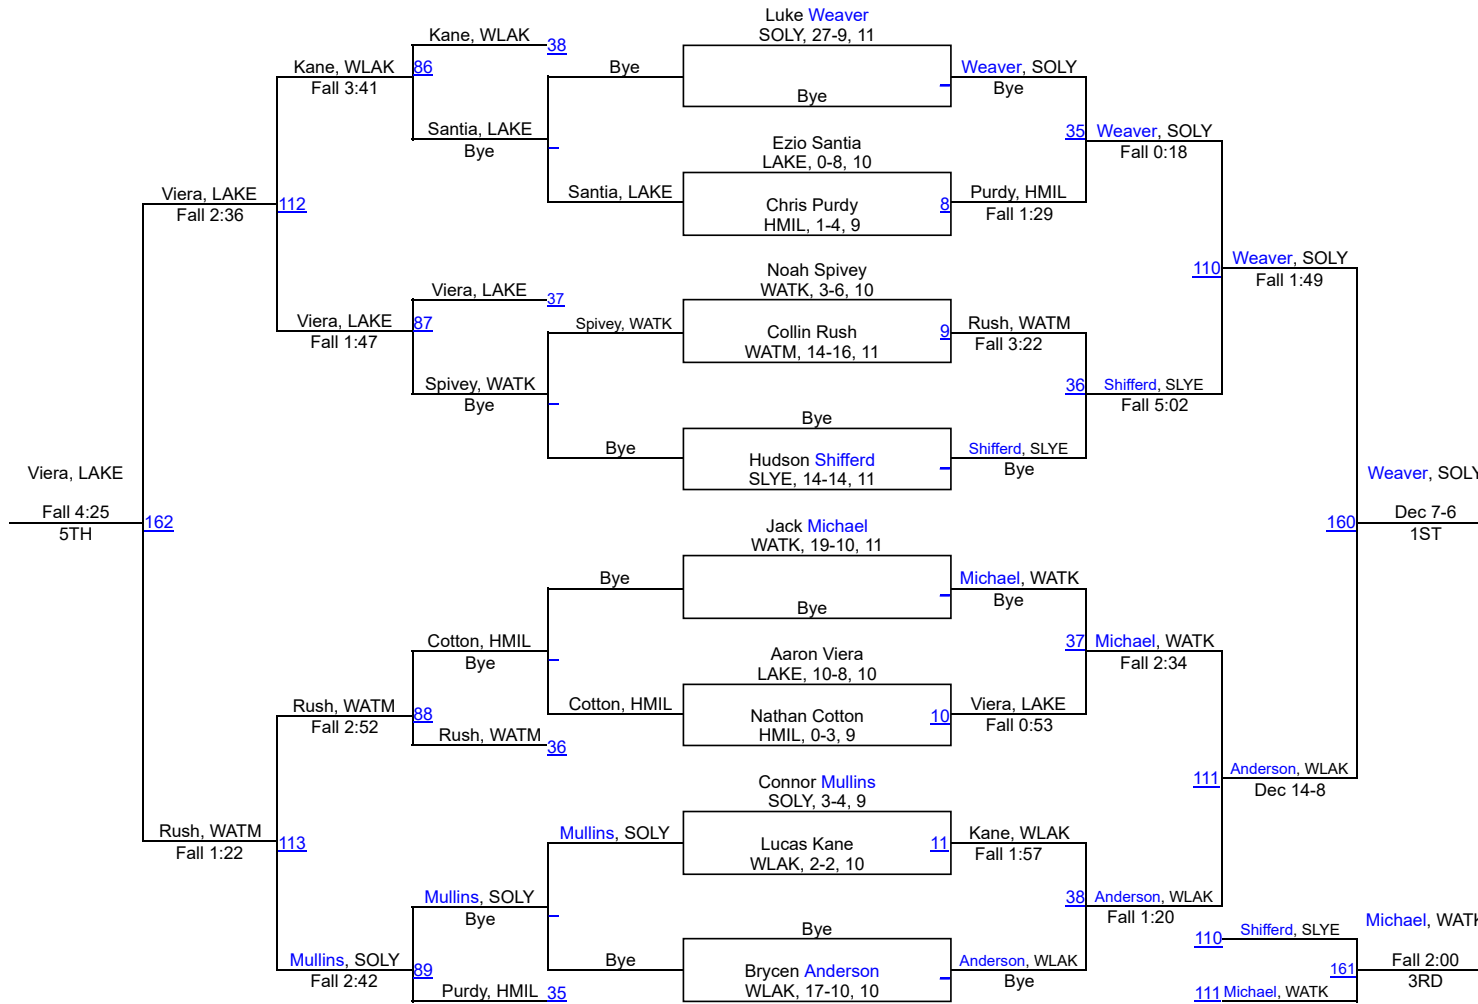 Luke Weaver
SOLY, 27-9, 11
Kane, WLAK
38
Kane, WLAK
86
Bye
Weaver, SOLY
Fall 3:41
Bye
Bye
Santia, LAKE
35
Weaver, SOLY
Bye
Ezio Santia
LAKE, 0-8, 10
Fall 0:18
Viera, LAKE
Santia, LAKE
Purdy, HMIL
112
Chris Purdy
8
Fall 2:36
HMIL, 1-4, 9
Fall 1:29
Noah Spivey
WATK, 3-6, 10
110
Weaver, SOLY
Fall 1:49
Viera, LAKE
37
Viera, LAKE
87
Spivey, WATK
Collin Rush
9
Rush, WATM
Fall 1:47
WATM, 14-16, 11
Fall 3:22
Spivey, WATK
36
Shifferd, SLYE
Bye
Fall 5:02
Bye
Bye
Hudson Shifferd
Shifferd, SLYE
SLYE, 14-14, 11
Bye
Viera, LAKE
Weaver, SOLY
Fall 4:25
162
5TH
Jack Michael
WATK, 19-10, 11
160
Dec 7-6
1ST
Bye
Michael, WATK
Bye
Bye
Cotton, HMIL
37
Michael, WATK
Bye
Aaron Viera
LAKE, 10-8, 10
Fall 2:34
Rush, WATM
88
Cotton, HMIL
Nathan Cotton
10
Viera, LAKE
Fall 2:52
HMIL, 0-3, 9
Fall 0:53
Rush, WATM
36
Connor Mullins
SOLY, 3-4, 9
111
Anderson, WLAK
Dec 14-8
Rush, WATM
113
Mullins, SOLY
Lucas Kane
11
Kane, WLAK
Fall 1:22
WLAK, 2-2, 10
Fall 1:57
Mullins, SOLY
38
Anderson, WLAK
Bye
Fall 1:20
Bye
110
Shifferd, SLYE
Michael, WATK
Mullins, SOLY
89
Bye
Brycen Anderson
Anderson, WLAK
161
Fall 2:00
Fall 2:42
WLAK, 17-10, 10
Bye
3RD
Purdy, HMIL
35
111
Michael, WATK